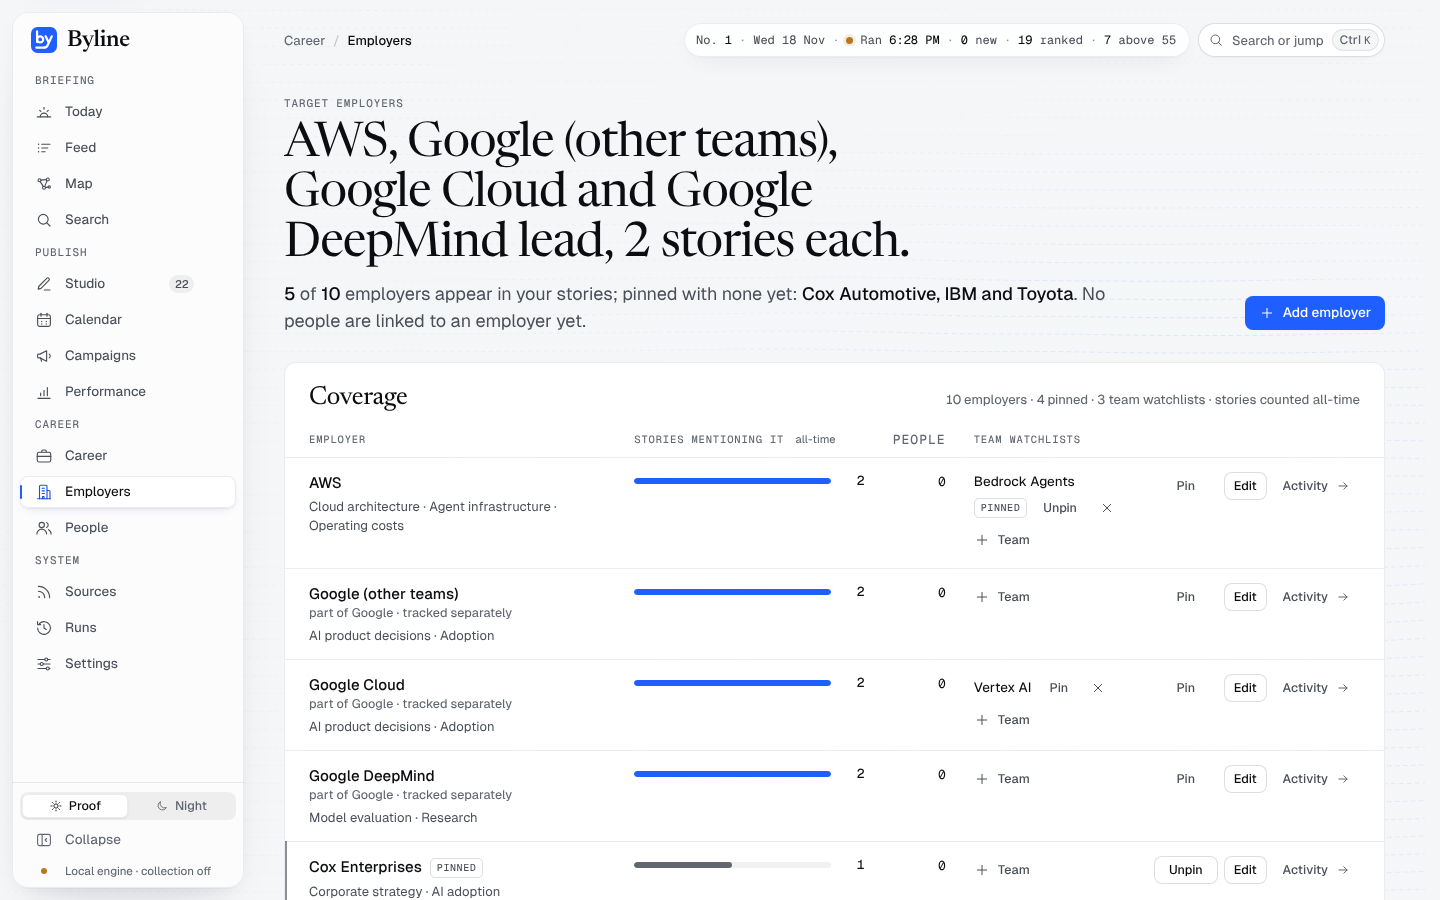 by Byline
BRIEFING
Today
Feed
Map
Search
PUBLISH
Studio 22
Calendar
Campaigns
Performance
CAREER
Career
Employers
People
SYSTEM
Sources
Runs
Settings
Proof Night
Collapse
Local engine · collection off
Career / Employers
No. 1 · Wed 18 Nov · Ran 6:28 PM · 0 new · 19 ranked · 7 above 55
Search or jump Ctrl K
TARGET EMPLOYERS
AWS, Google (other teams),
Google Cloud and Google
DeepMind lead, 2 stories each.
5 of 10 employers appear in your stories; pinned with none yet: Cox Automotive, IBM and Toyota. No
people are linked to an employer yet.
+ Add employer
Coverage
10 employers · 4 pinned · 3 team watchlists · stories counted all-time
EMPLOYER STORIES MENTIONING IT all-time PEOPLE TEAM WATCHLISTS
AWS 2 0 Bedrock Agents Pin Edit Activity →
Cloud architecture · Agent infrastructure · PINNED Unpin ×
Operating costs
+ Team
Google (other teams) 2 0 + Team Pin Edit Activity →
part of Google · tracked separately
AI product decisions · Adoption
Google Cloud 2 0 Vertex AI Pin × Pin Edit Activity →
part of Google · tracked separately
+ Team
AI product decisions · Adoption
Google DeepMind 2 0 + Team Pin Edit Activity →
part of Google · tracked separately
Model evaluation · Research
Cox Enterprises PINNED 1 0 + Team Unpin Edit Activity →
Corporate strategy · AI adoption